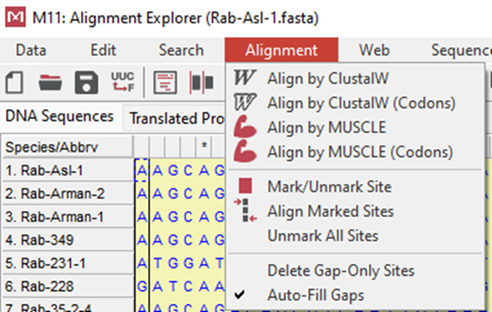 M11: Alignment Explorer (Rab-Asl-1.fasta)
Data Edit Search Alignment Web Sequenc
UUC
F
W Align by ClustalW
W Align by ClustalW (Codons)
Align by MUSCLE
Align by MUSCLE (Codons)
Mark/Unmark Site
Align Marked Sites
Unmark All Sites
Delete Gap-Only Sites
Auto-Fill Gaps
DNA Sequences Translated Pro
Species/Abbrv *
1. Rab-Asl-1 A A G C A G
2. Rab-Arman-2 A A G C A G
3. Rab-Arman-1 A A G C A G
4. Rab-349 A A G C A G
5. Rab-231-1 A T G G A T
6. Rab-228 G A T C A A
7. Rab-35-2-4 A A G C A G